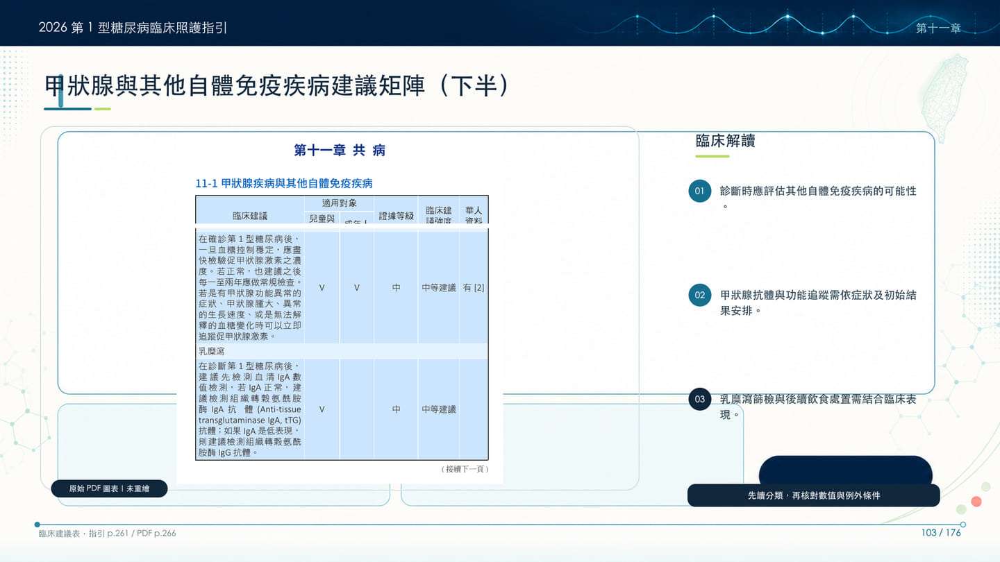 2026 第 1 型糖尿病臨床照護指引
第十一章
甲狀腺與其他自體免疫疾病建議矩陣（下半）
第十一章 共 病
11-1 甲狀腺疾病與其他自體免疫疾病
臨床建議
適用對象
兒童與
成年人
證據等級
臨床建
議強度
華人
資料
在確診第 1 型糖尿病後，
一旦血糖控制穩定，應盡
快檢驗促甲狀腺激素之濃
度。若正常，也建議之後
每一至兩年應做常規檢查。
若是有甲狀腺功能異常的
症狀、甲狀腺腫大、異常
的生長速度、或是無法解
釋的血糖變化時可以立即
追蹤促甲狀腺激素。
V
V
中
中等建議
有 [2]
乳糜瀉
在診斷第 1 型糖尿病後，
建議先檢測血清 IgA 數
值檢測，若 IgA 正常，建
議檢測組織轉穀氨酰胺
酶 IgA 抗 體 (Anti-tissue
transglutaminase IgA, tTG)
抗體；如果 IgA 是低表現，
則建議檢測組織轉穀氨酰
胺酶 IgG 抗體。
V
中
中等建議
（接續下一頁）
原始 PDF 圖表｜未重繪
臨床解讀
01
診斷時應評估其他自體免疫疾病的可能性
。
02
甲狀腺抗體與功能追蹤需依症狀及初始結
果安排。
03
乳糜瀉篩檢與後續飲食處置需結合臨床表
現。
先讀分類，再核對數值與例外條件
臨床建議表，指引 p.261 / PDF p.266
103 / 176